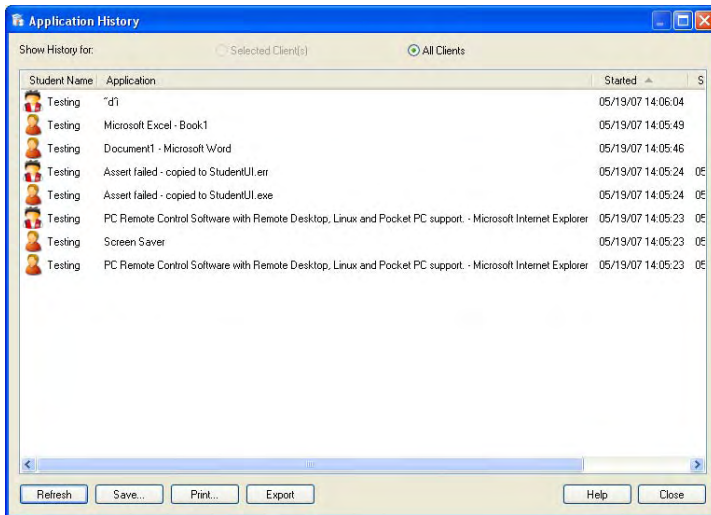 Application History
Show History for: Selected Client(s) All Clients
Student Name Application Started S
Testing "d'i 05/19/07 14:06:04
Testing Microsoft Excel - Book1 05/19/07 14:05:49
Testing Document1 - Microsoft Word 05/19/07 14:05:46
Testing Assert failed - copied to StudentUI.err 05/19/07 14:05:24 05
Testing Assert failed - copied to StudentUI.exe 05/19/07 14:05:24 05
Testing PC Remote Control Software with Remote Desktop, Linux and Pocket PC support. - Microsoft Internet Explorer 05/19/07 14:05:23 05
Testing Screen Saver 05/19/07 14:05:23 05
Testing PC Remote Control Software with Remote Desktop, Linux and Pocket PC support. - Microsoft Internet Explorer 05/19/07 14:05:23 05
Refresh Save... Print... Export Help Close